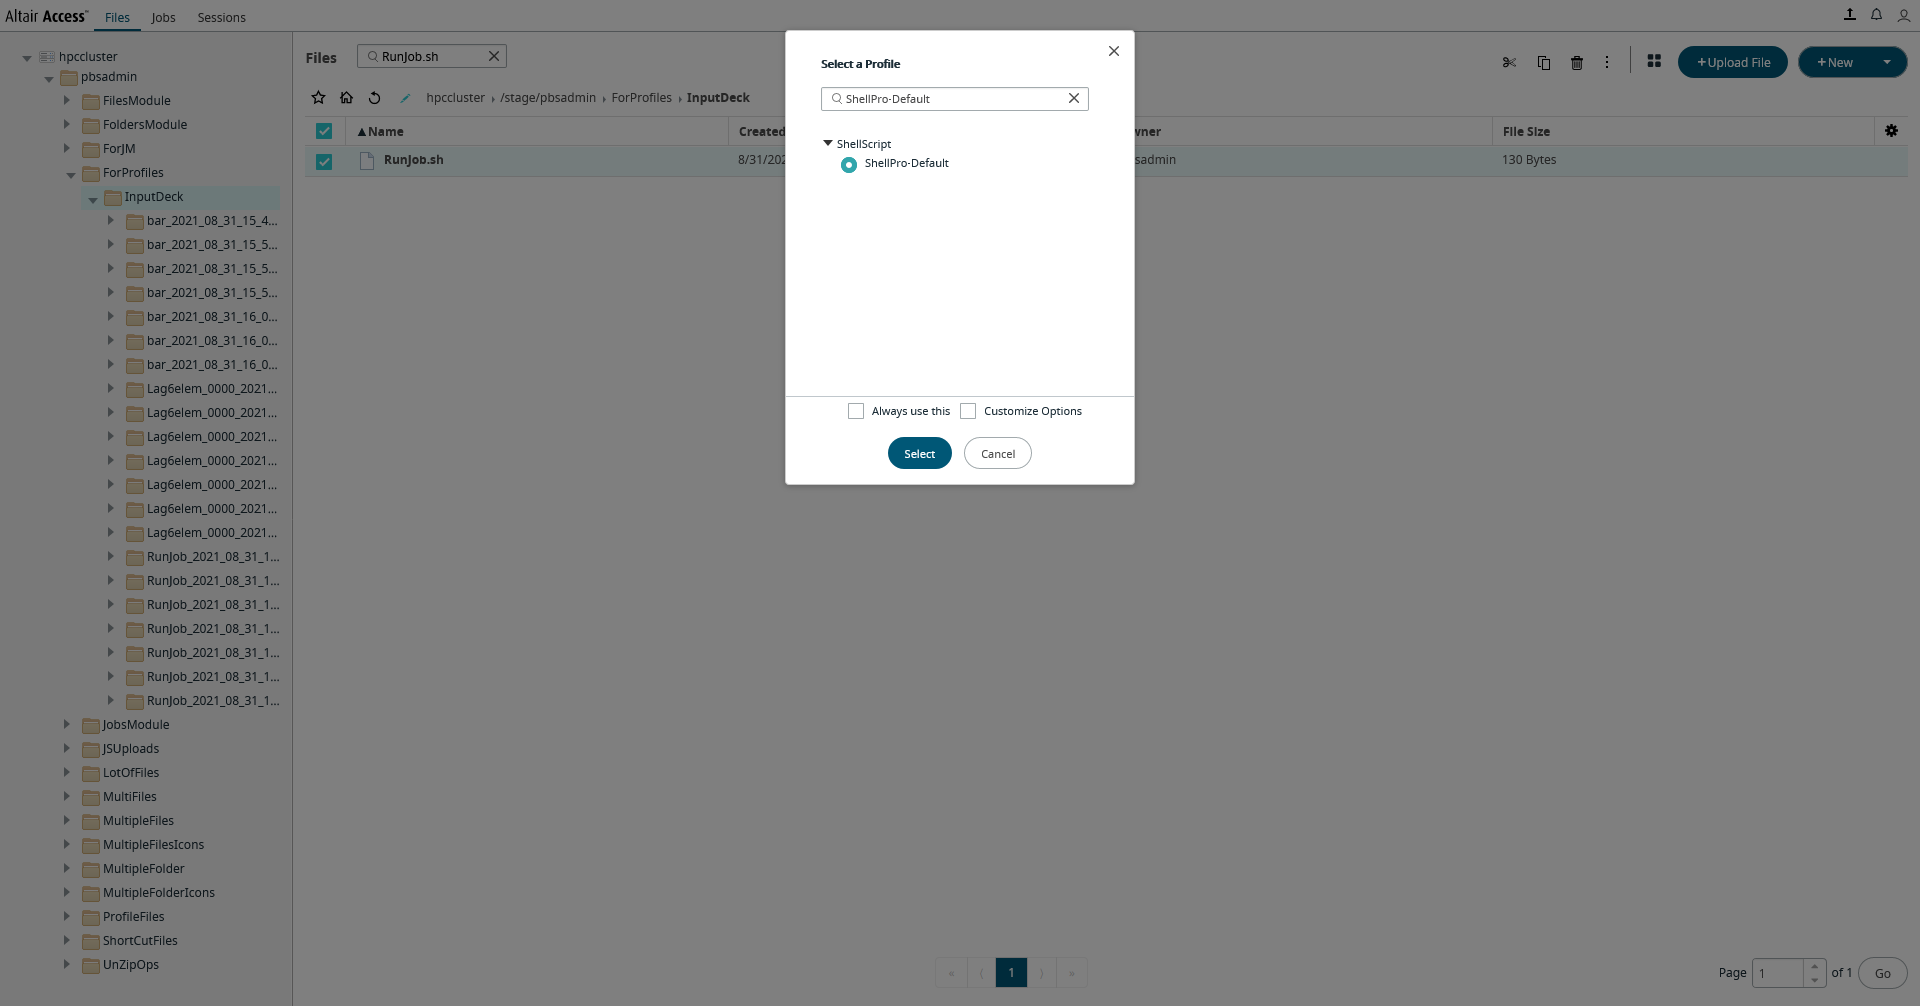 Altair Access™ Files Jobs Sessions
hpccluster
pbsadmin
FilesModule
FoldersModule
ForJM
ForProfiles
InputDeck
bar_2021_08_31_15_4...
bar_2021_08_31_15_5...
bar_2021_08_31_15_5...
bar_2021_08_31_15_5...
bar_2021_08_31_16_0...
bar_2021_08_31_16_0...
bar_2021_08_31_16_0...
Lag6elem_0000_2021...
Lag6elem_0000_2021...
Lag6elem_0000_2021...
Lag6elem_0000_2021...
Lag6elem_0000_2021...
Lag6elem_0000_2021...
Lag6elem_0000_2021...
RunJob_2021_08_31_1...
RunJob_2021_08_31_1...
RunJob_2021_08_31_1...
RunJob_2021_08_31_1...
RunJob_2021_08_31_1...
RunJob_2021_08_31_1...
RunJob_2021_08_31_1...
JobsModule
JSUploads
LotOfFiles
MultiFiles
MultipleFiles
MultipleFilesIcons
MultipleFolder
MultipleFolderIcons
ProfileFiles
ShortCutFiles
UnZipOps
Files RunJob.sh
+Upload File +New
hpccluster › /stage/pbsadmin › ForProfiles › InputDeck
Name Created wner File Size
RunJob.sh 8/31/202 sadmin 130 Bytes
Select a Profile
ShellPro-Default
ShellScript
ShellPro-Default
Always use this Customize Options
Select Cancel
« ⟨ 1 ⟩ »
Page 1 of 1 Go